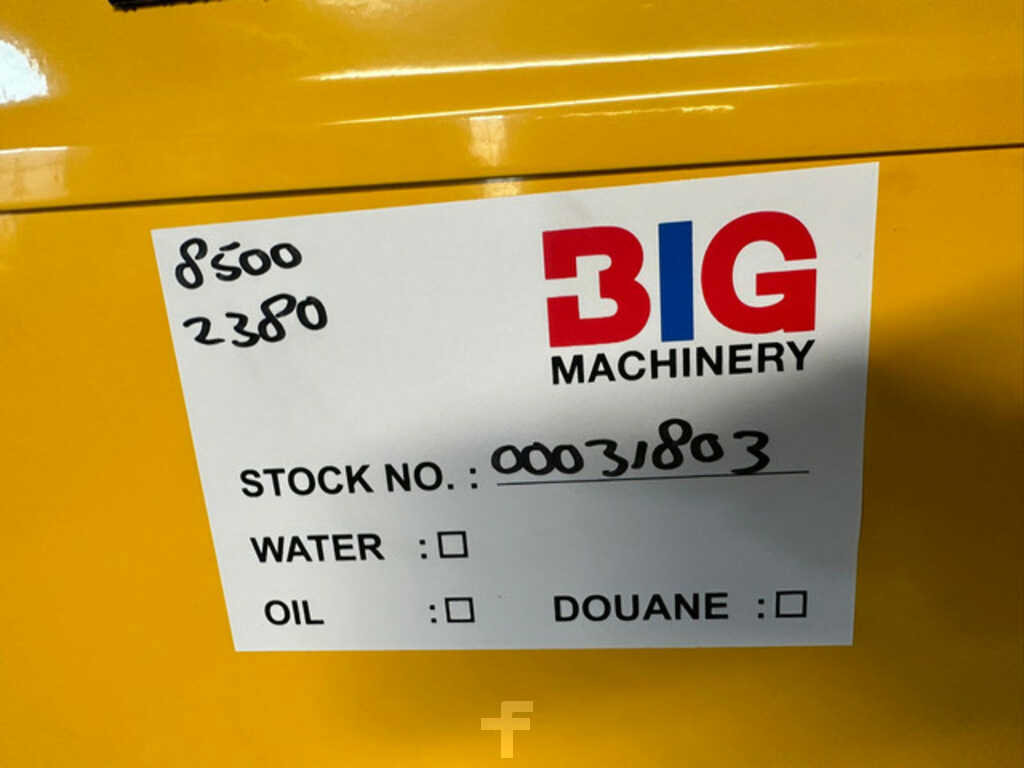 8500
2380
BIG
MACHINERY
STOCK NO. : 00031803
WATER : ☐
OIL : ☐ DOUANE : ☐